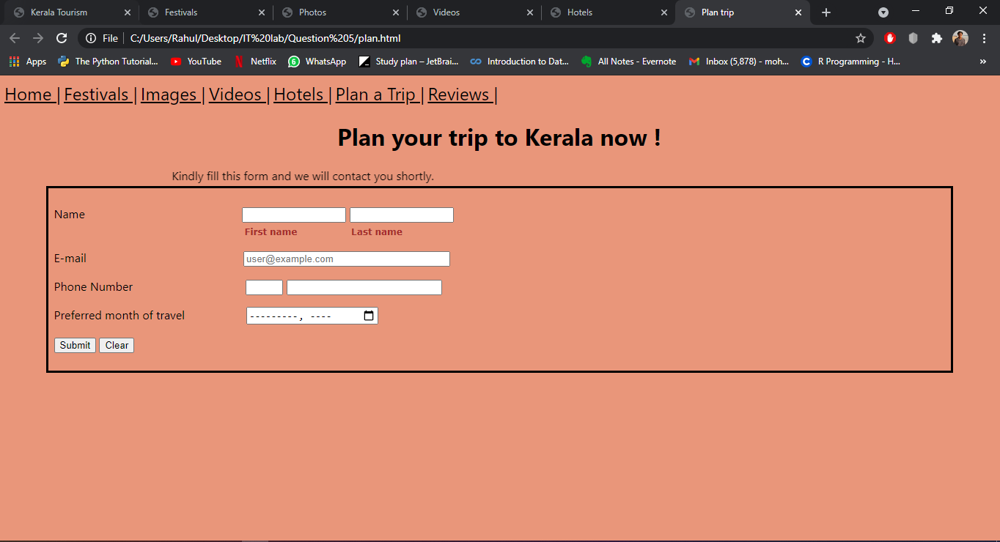 Kerala Tourism Festivals Photos Videos Hotels Plan trip
File C:/Users/Rahul/Desktop/IT%20lab/Question%205/plan.html
Apps The Python Tutorial... YouTube Netflix 6 WhatsApp Study plan – JetBrai... Introduction to Dat... All Notes - Evernote Inbox (5,878) - moh... C R Programming - H... »
Home | Festivals | Images | Videos | Hotels | Plan a Trip | Reviews |
Plan your trip to Kerala now !
Kindly fill this form and we will contact you shortly.
Name
First name Last name
E-mail user@example.com
Phone Number
Preferred month of travel ---------, ----
Submit Clear